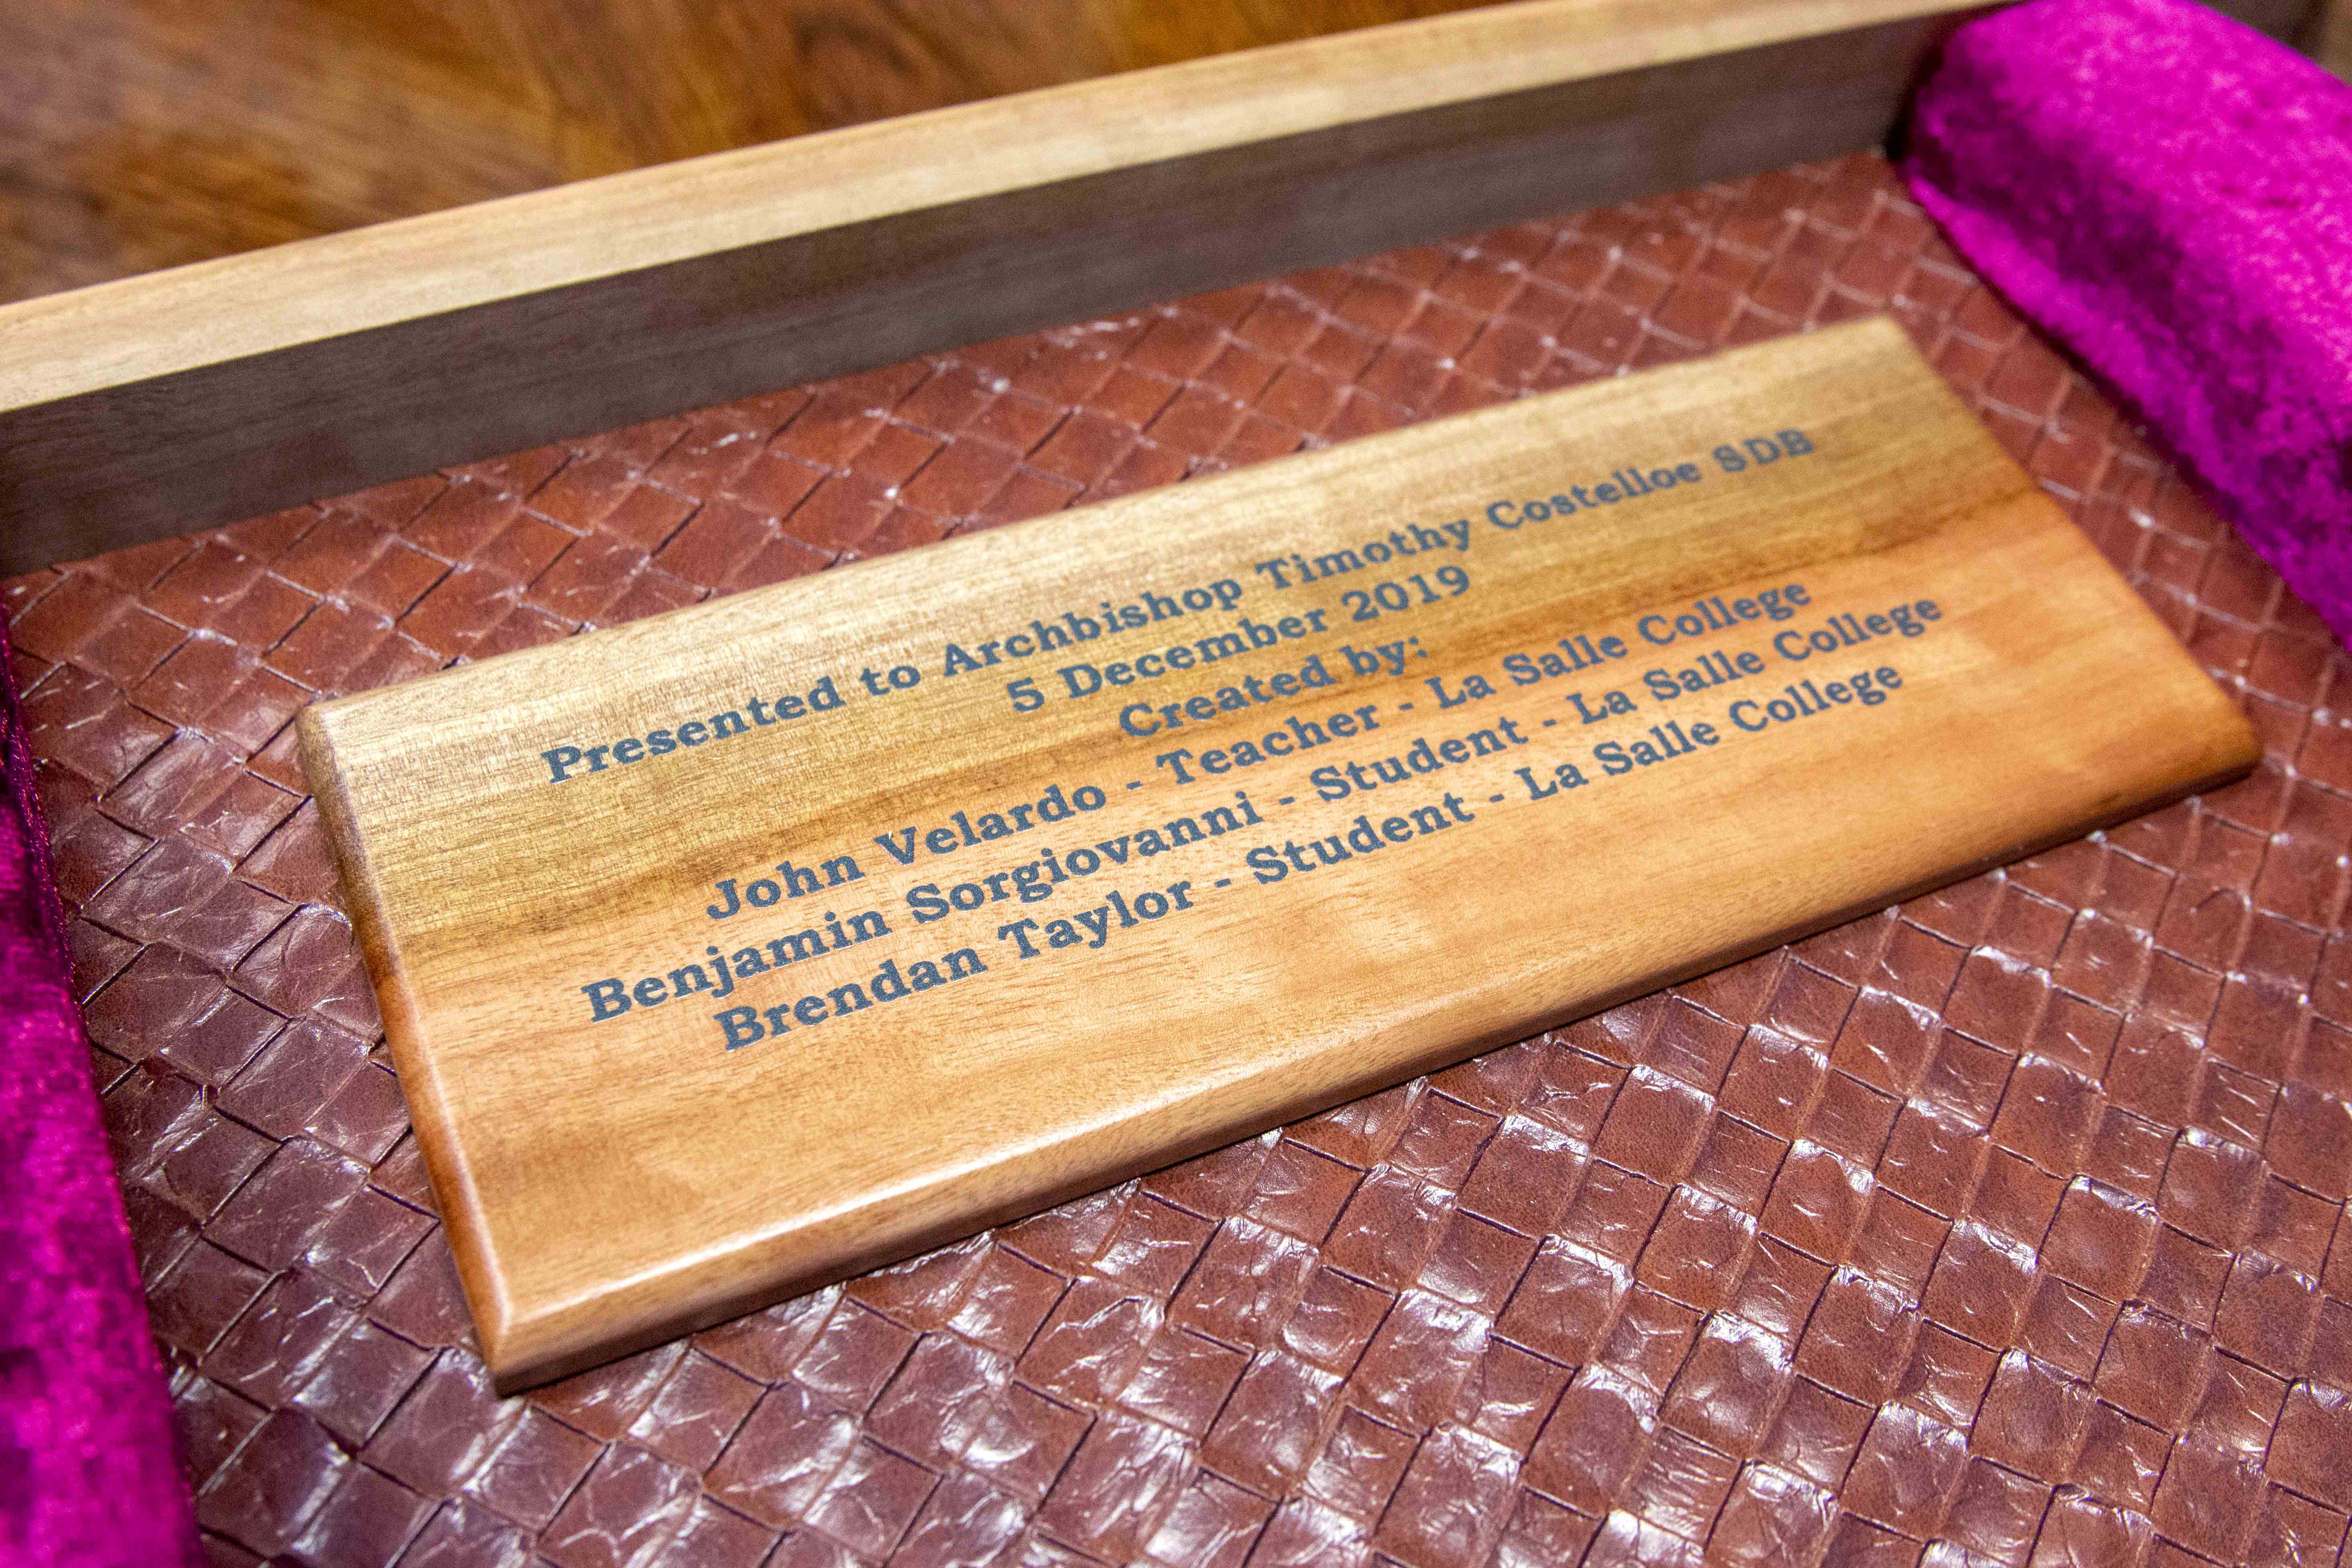 Presented to Archbishop Timothy Costelloe SDB
5 December 2019
Created by:
John Velardo - Teacher - La Salle College
Benjamin Sorgiovanni - Student - La Salle College
Brendan Taylor - Student - La Salle College